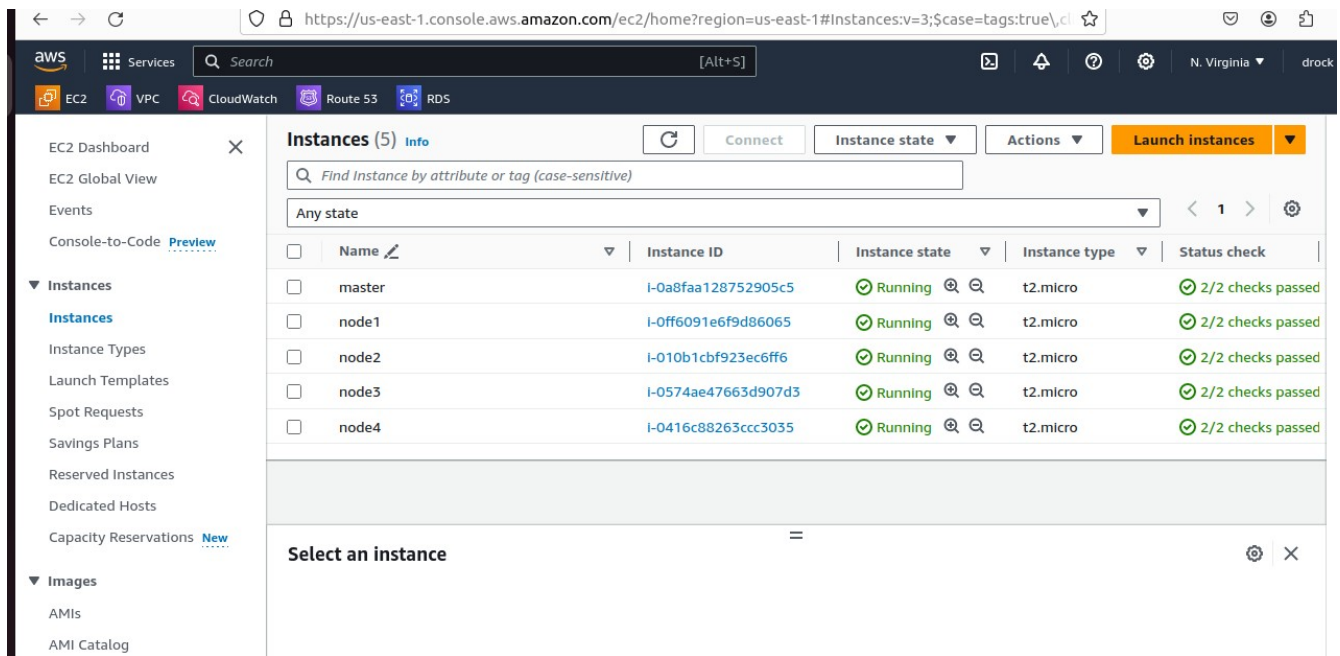 https://us-east-1.console.aws.amazon.com/ec2/home?region=us-east-1#Instances:v=3;$case=tags:true\,cl
aws Services Search [Alt+S] N. Virginia drock
EC2 VPC CloudWatch Route 53 RDS
EC2 Dashboard
EC2 Global View
Events
Console-to-Code Preview
Instances
Instances
Instance Types
Launch Templates
Spot Requests
Savings Plans
Reserved Instances
Dedicated Hosts
Capacity Reservations New
Images
AMIs
AMI Catalog
Instances (5) Info Connect Instance state Actions Launch instances
Find Instance by attribute or tag (case-sensitive)
Any state 1
Name Instance ID Instance state Instance type Status check
master i-0a8faa128752905c5 Running t2.micro 2/2 checks passed
node1 i-0ff6091e6f9d86065 Running t2.micro 2/2 checks passed
node2 i-010b1cbf923ec6ff6 Running t2.micro 2/2 checks passed
node3 i-0574ae47663d907d3 Running t2.micro 2/2 checks passed
node4 i-0416c88263ccc3035 Running t2.micro 2/2 checks passed
Select an instance